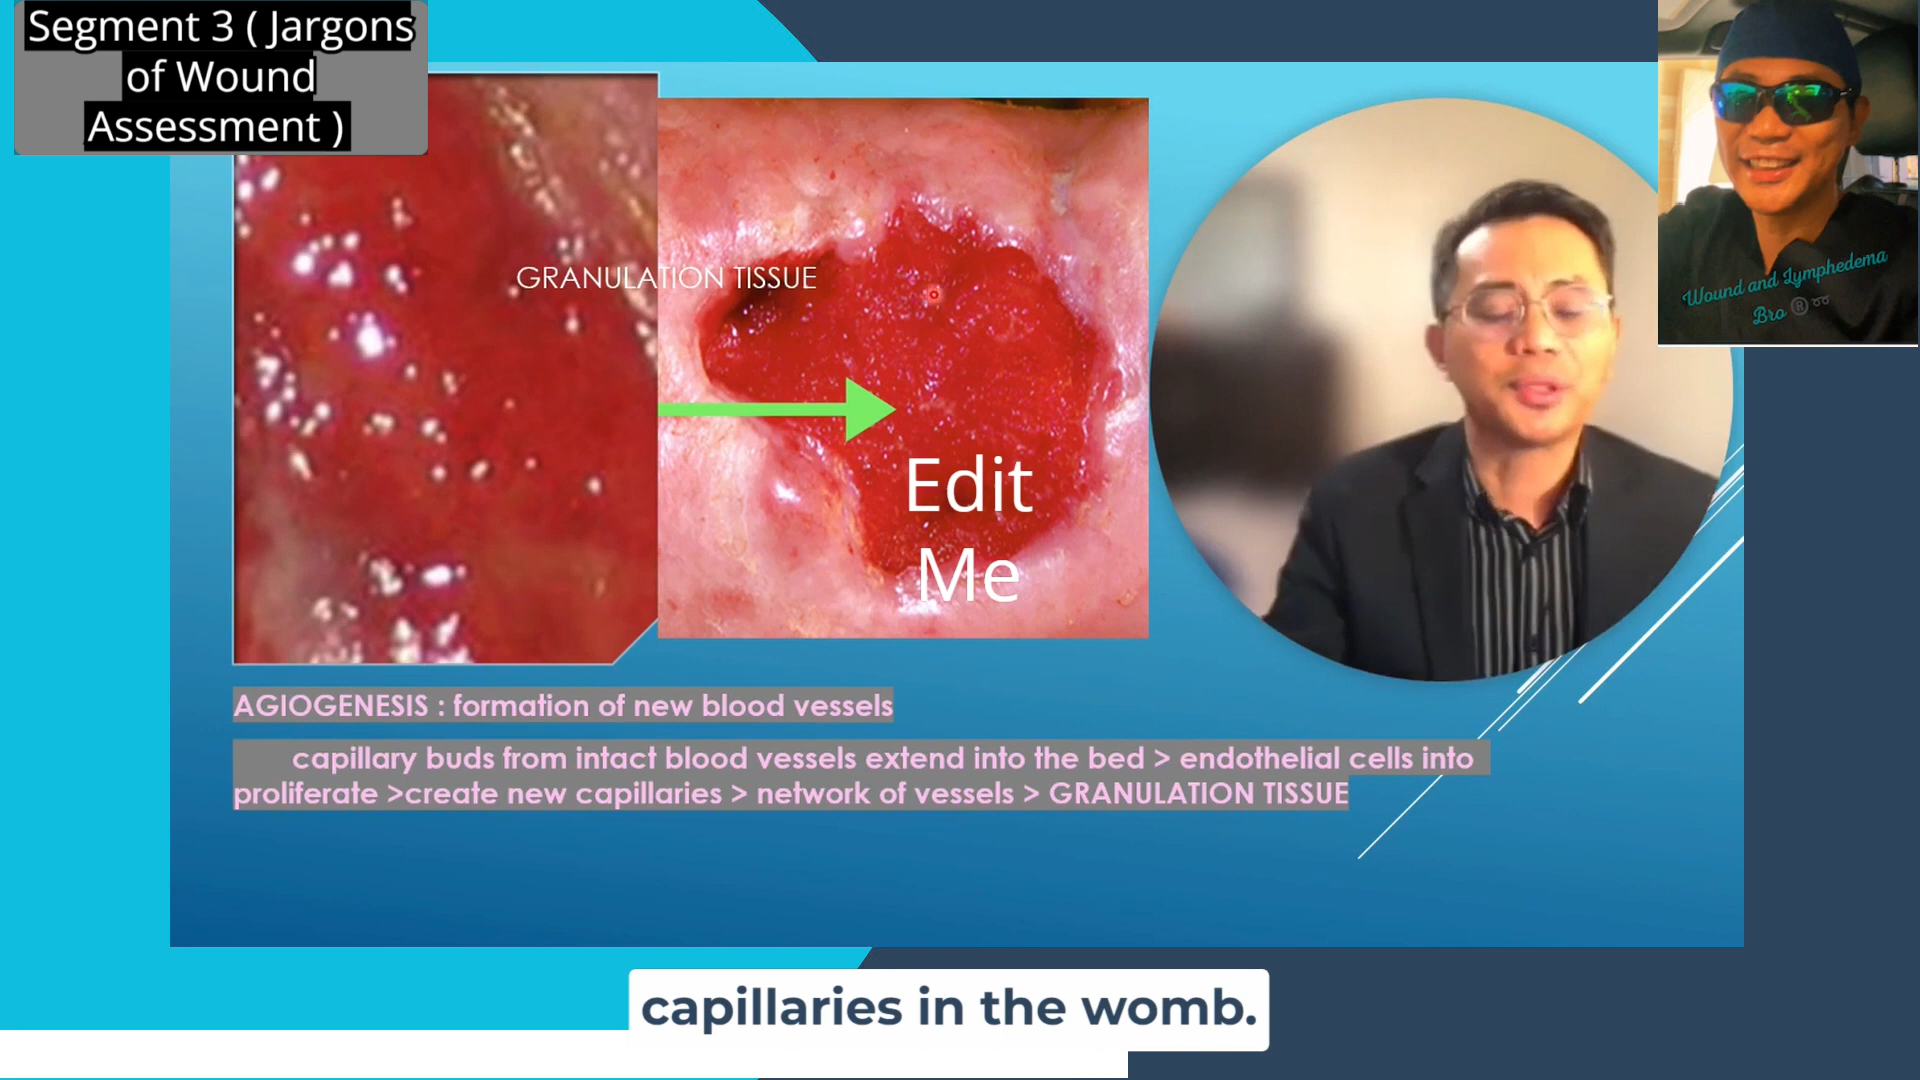 Segment 3 ( Jargons
of Wound
Assessment )
GRANULATION TISSUE
Edit
Me
Wound and Lymphedema
Bro ®
AGIOGENESIS : formation of new blood vessels
capillary buds from intact blood vessels extend into the bed > endothelial cells into
proliferate >create new capillaries > network of vessels > GRANULATION TISSUE
capillaries in the womb.